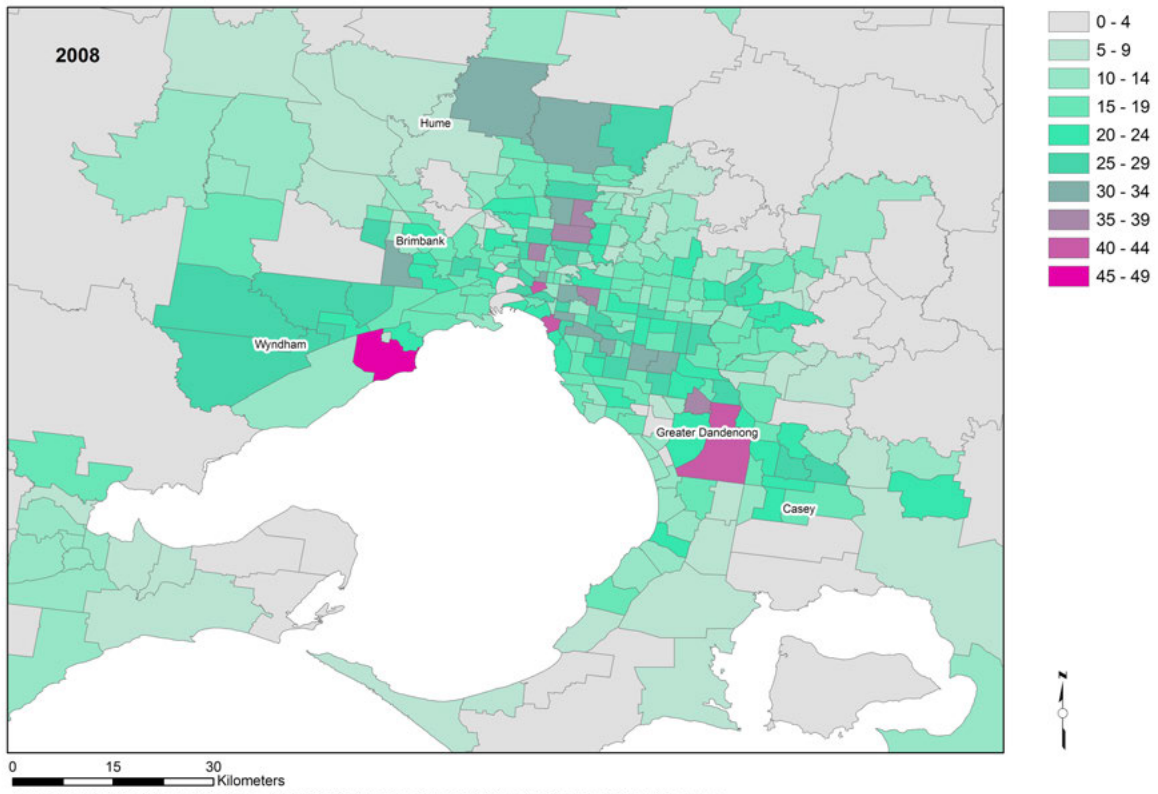 2008
Hume
Brimbank
Wyndham
Greater Dandenong
Casey
0 - 4
5 - 9
10 - 14
15 - 19
20 - 24
25 - 29
30 - 34
35 - 39
40 - 44
45 - 49
N
0 15 30
Kilometers